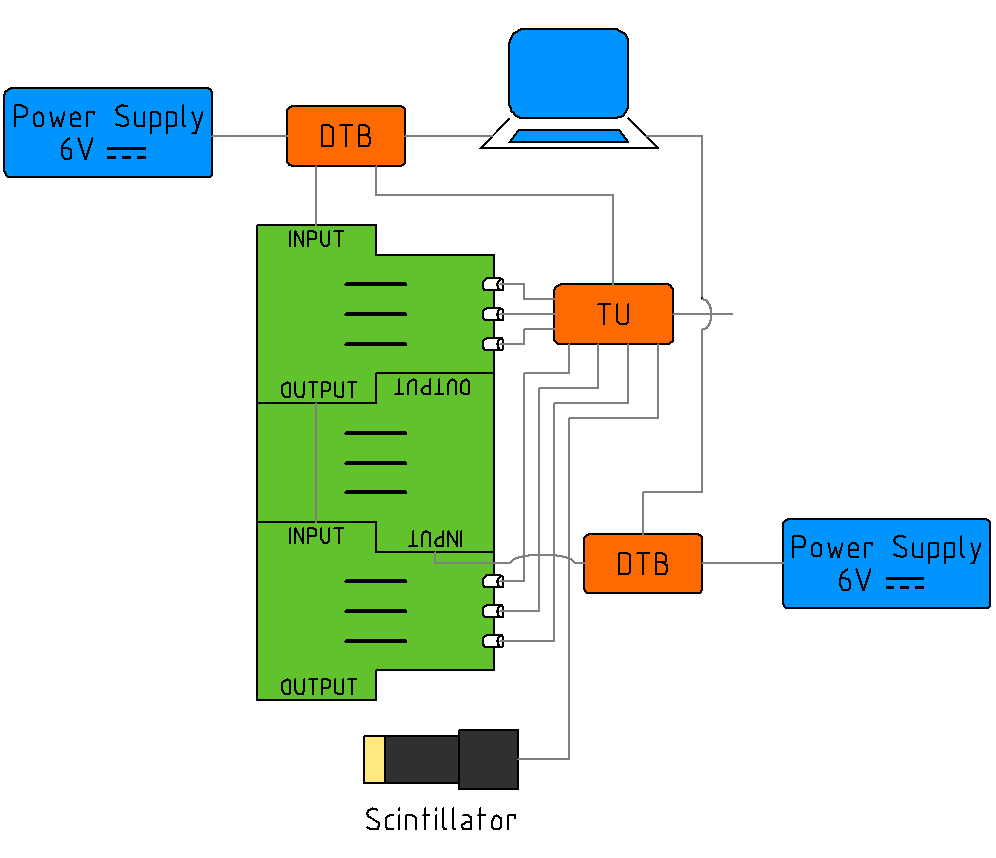 Power Supply
6V
DTB
INPUT
TU
OUTPUT
OUTPUT
INPUT
INPUT
DTB
Power Supply
6V
OUTPUT
Scintillator